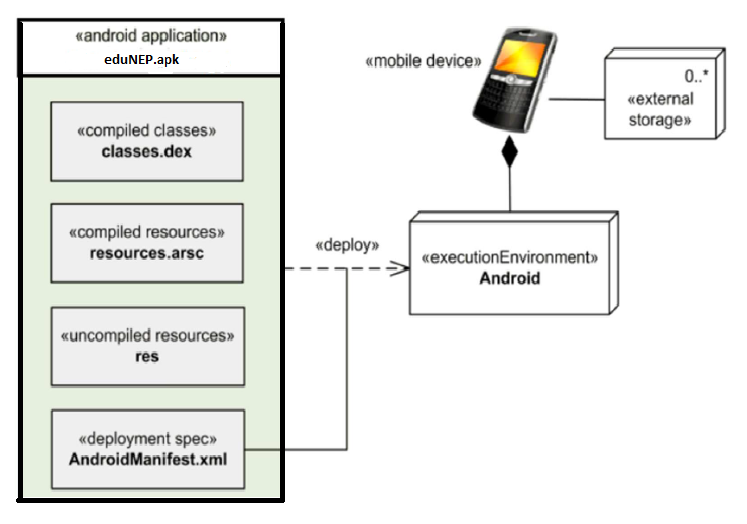 «android application»
eduNEP.apk
«compiled classes»
classes.dex
«compiled resources»
resources.arsc
«uncompiled resources»
res
«deployment spec»
AndroidManifest.xml
«deploy»
«mobile device»
0..*
«external
storage»
«executionEnvironment»
Android